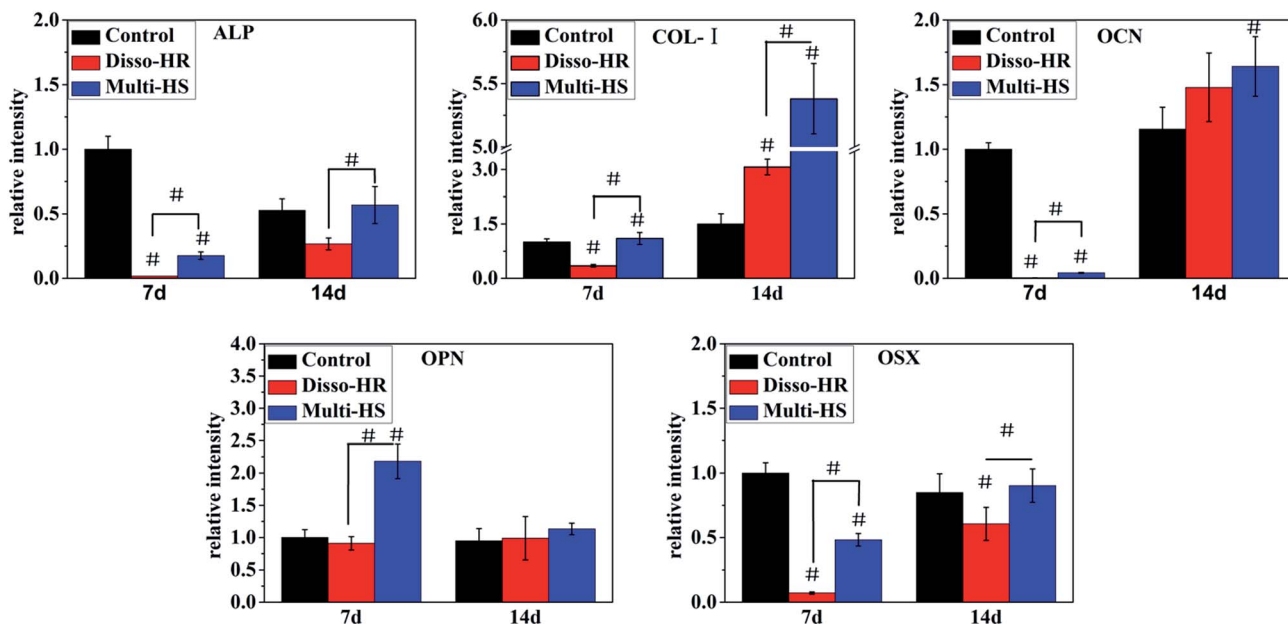 ALP
relative intensity
2.0
1.5
1.0
0.5
0.0
Control
Disso-HR
Multi-HS
#
#
#
#
7d
14d
COL-Ⅰ
relative intensity
6.0
5.5
5.0
3.0
1.5
0.0
Control
Disso-HR
Multi-HS
#
#
#
#
#
#
7d
14d
OCN
relative intensity
2.0
1.5
1.0
0.5
0.0
Control
Disso-HR
Multi-HS
#
#
#
#
7d
14d
OPN
relative intensity
4.0
3.5
3.0
2.5
2.0
1.5
1.0
0.5
0.0
Control
Disso-HR
Multi-HS
# #
7d
14d
OSX
relative intensity
2.0
1.5
1.0
0.5
0.0
Control
Disso-HR
Multi-HS
#
#
#
#
#
7d
14d